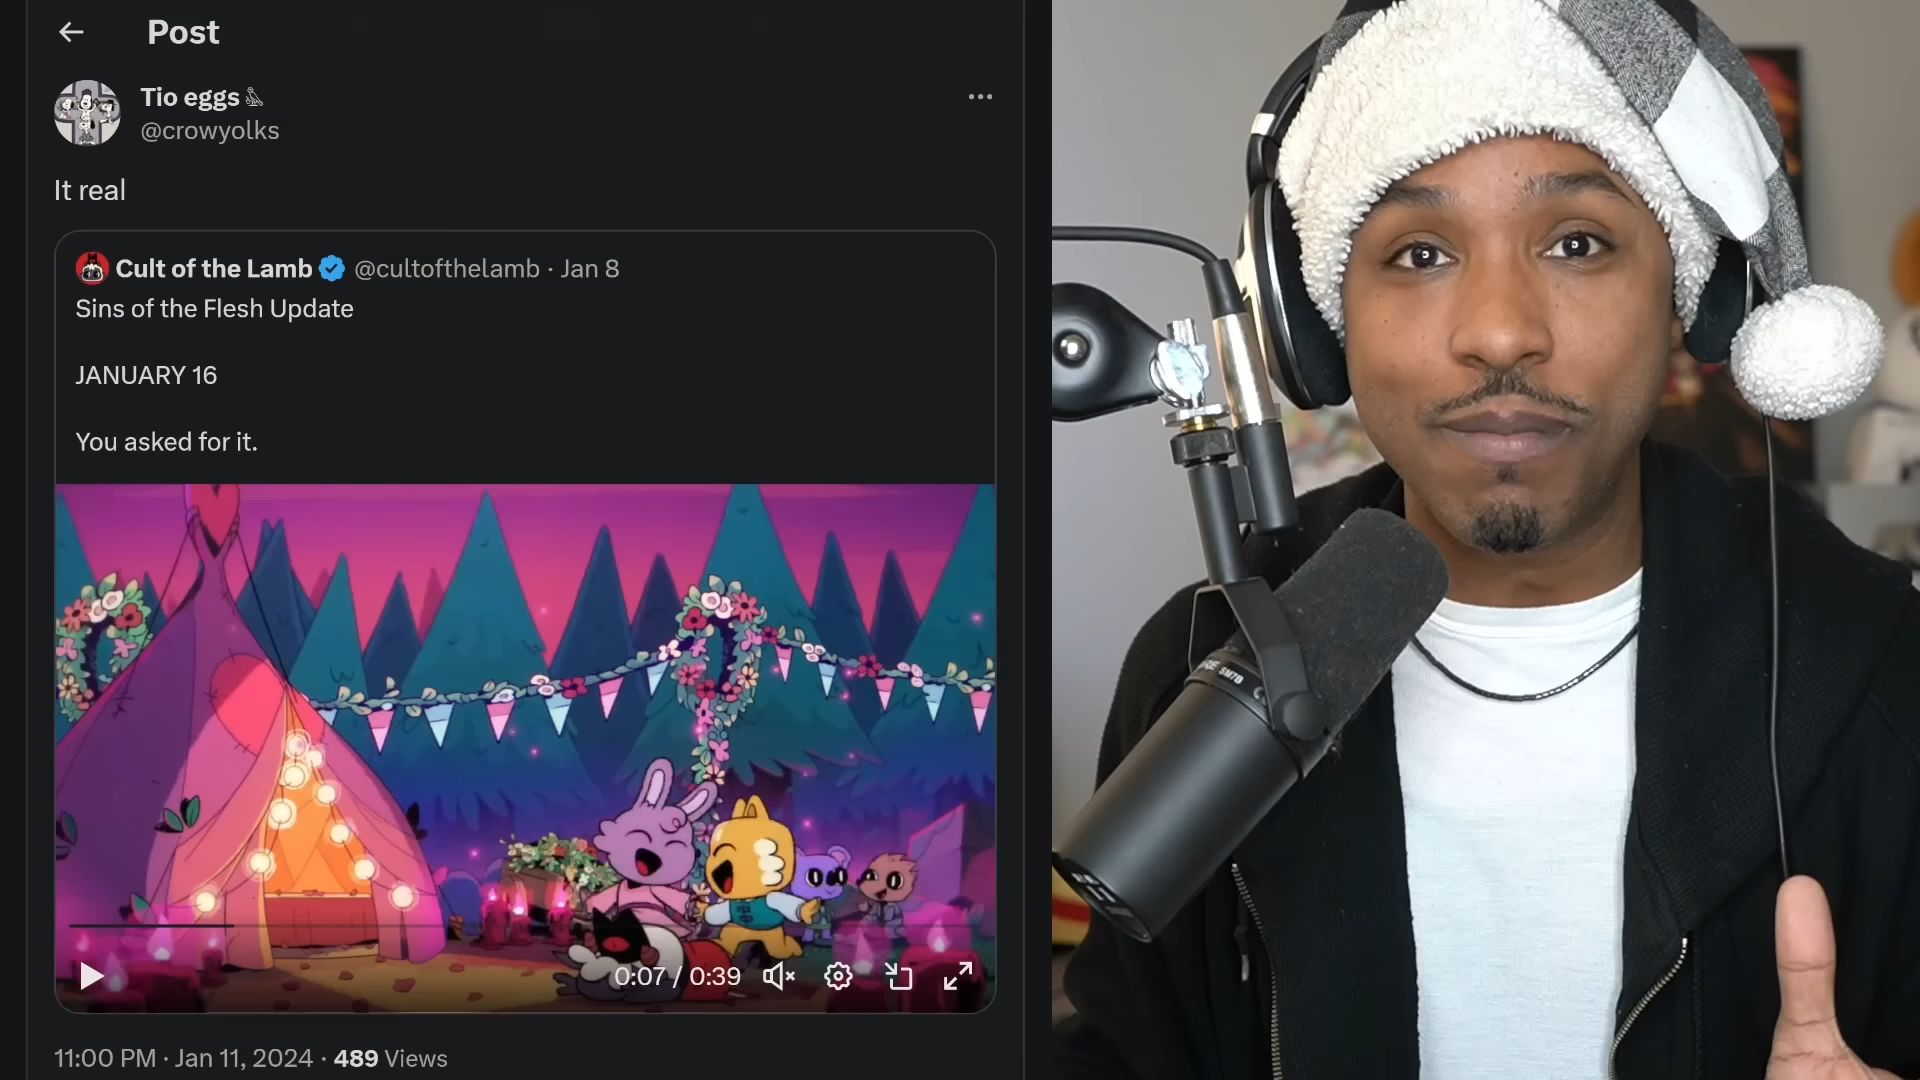 Post
Tio eggs
@crowyolks
It real
Cult of the Lamb @cultofthelamb · Jan 8
Sins of the Flesh Update
JANUARY 16
You asked for it.
0:07 / 0:39
11:00 PM · Jan 11, 2024 · 489 Views
SM7B